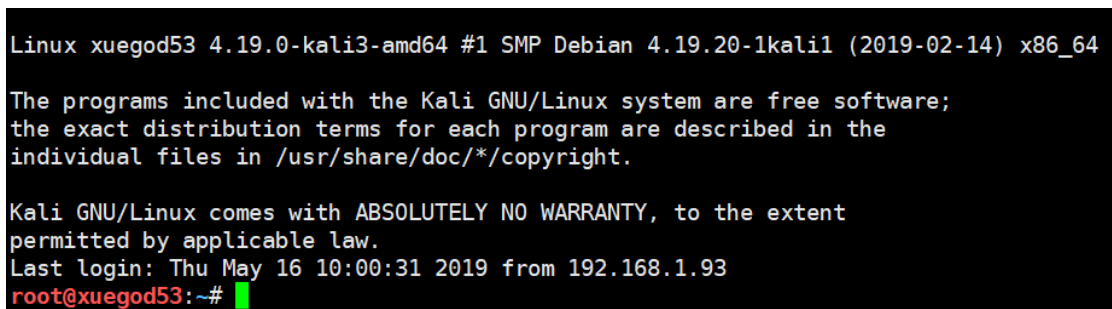 Linux xuegod53 4.19.0-kali3-amd64 #1 SMP Debian 4.19.20-1kali1 (2019-02-14) x86_64
The programs included with the Kali GNU/Linux system are free software;
the exact distribution terms for each program are described in the
individual files in /usr/share/doc/*/copyright.
Kali GNU/Linux comes with ABSOLUTELY NO WARRANTY, to the extent
permitted by applicable law.
Last login: Thu May 16 10:00:31 2019 from 192.168.1.93
root@xuegod53:~#